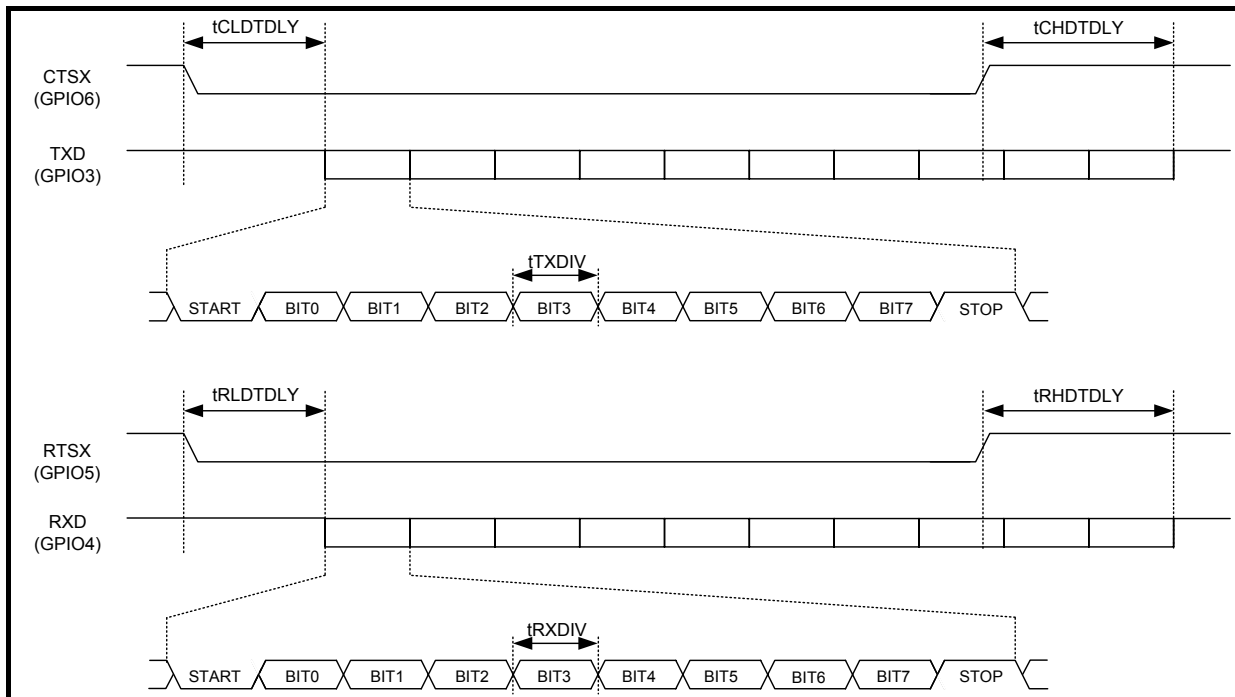 tCLDTDLY tCHDTDLY
CTSX
(GPIO6)
TXD
(GPIO3)
tTXDIV
START BIT0 BIT1 BIT2 BIT3 BIT4 BIT5 BIT6 BIT7 STOP
tRLDTDLY tRHDTDLY
RTSX
(GPIO5)
RXD
(GPIO4)
tRXDIV
START BIT0 BIT1 BIT2 BIT3 BIT4 BIT5 BIT6 BIT7 STOP